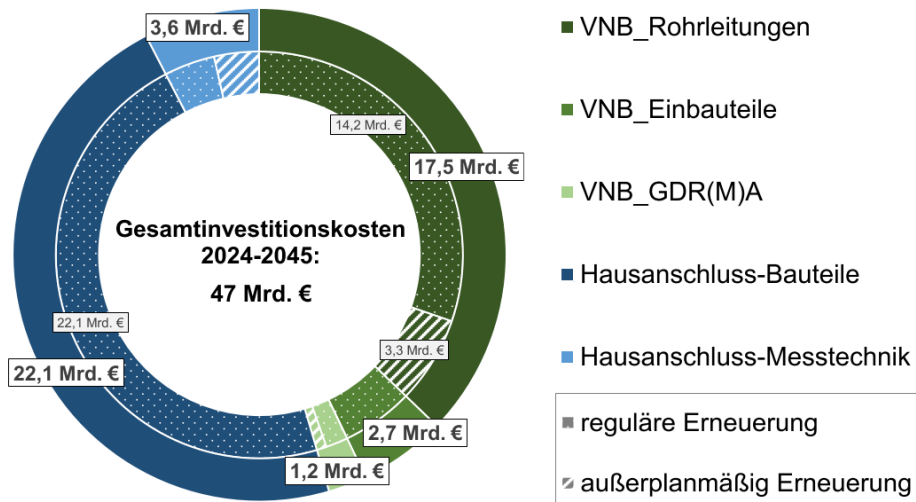 3,6 Mrd. €
14,2 Mrd. €
17,5 Mrd. €
Gesamtinvestitionskosten
2024-2045:
47 Mrd. €
22,1 Mrd. €
3,3 Mrd. €
22,1 Mrd. €
2,7 Mrd. €
1,2 Mrd. €
VNB_Rohrleitungen
VNB_Einbauteile
VNB_GDR(M)A
Hausanschluss-Bauteile
Hausanschluss-Messtechnik
reguläre Erneuerung
außerplanmäßig Erneuerung